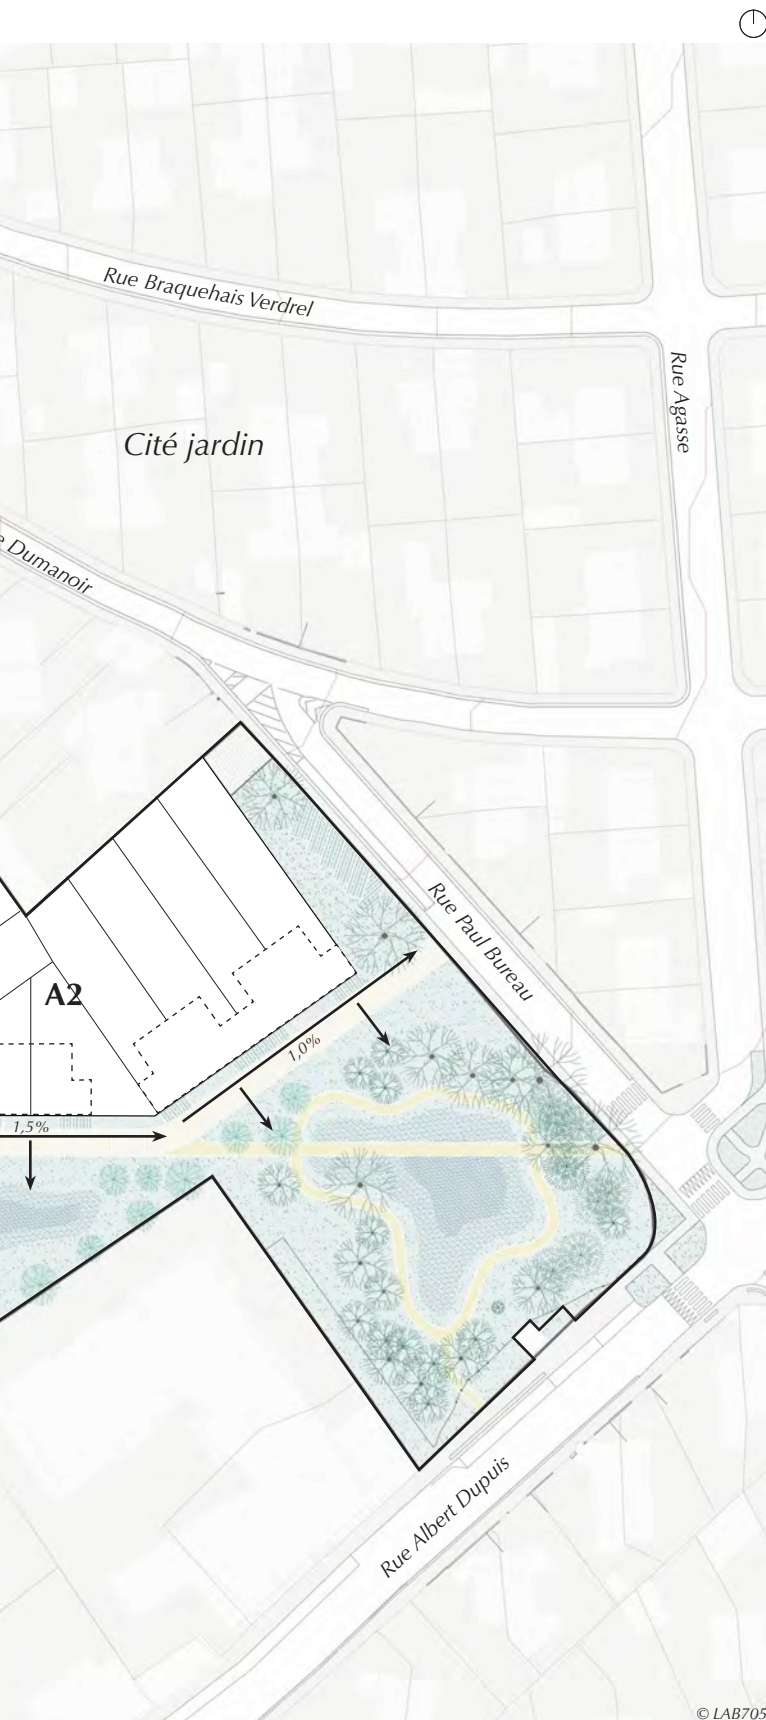 Rue Braquehais Verdrel
Rue Agasse
Cité jardin
Dumanoir
Rue Paul Bureau
A2
1,0%
1,5%
Rue Albert Dupuis
© LAB705